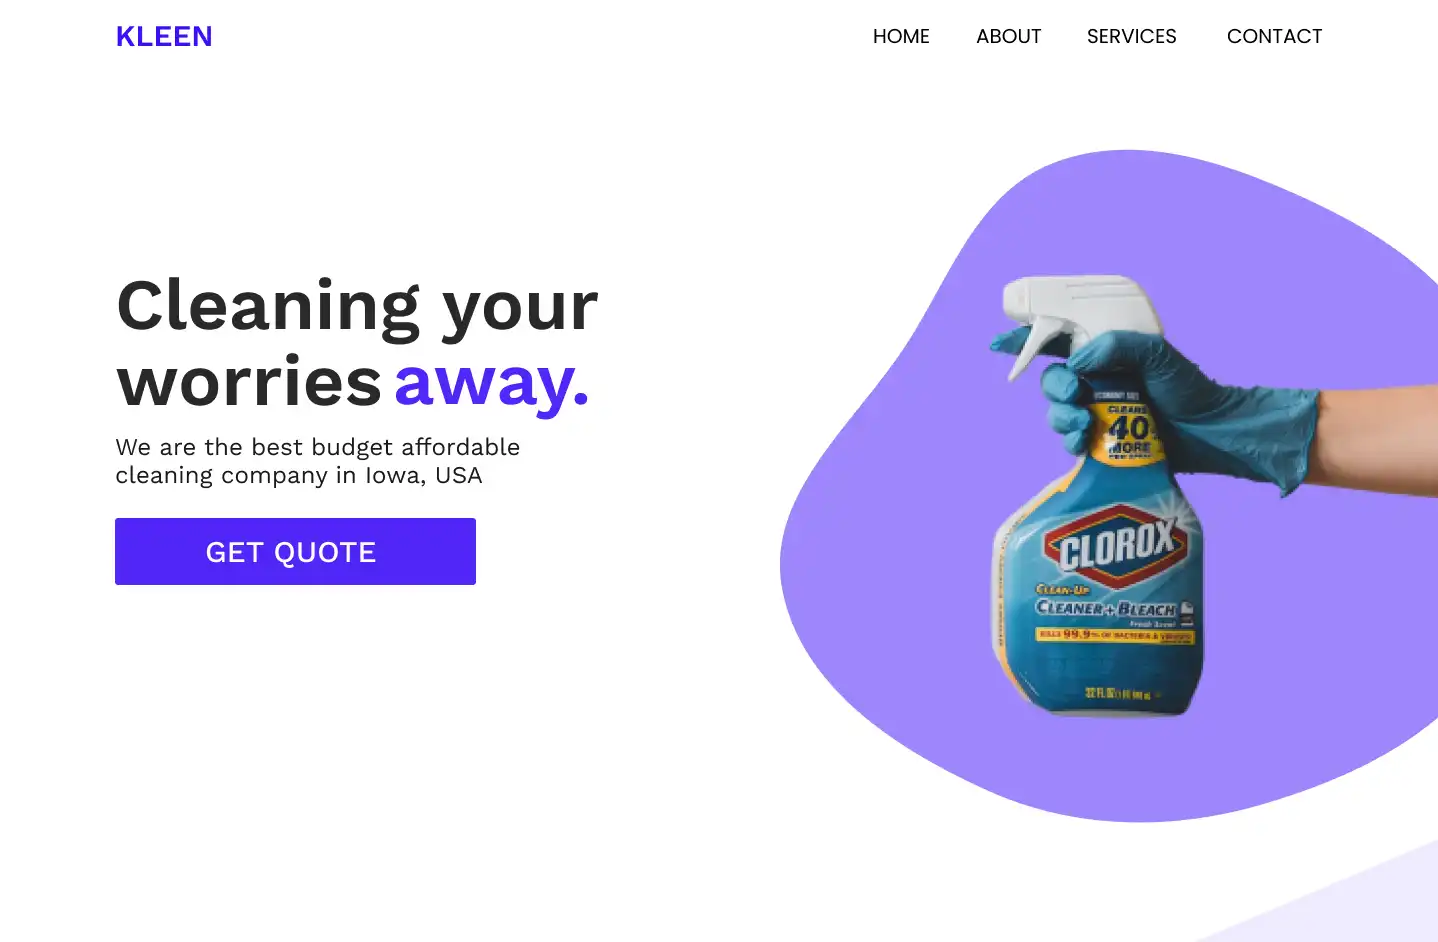 KLEEN
HOME ABOUT SERVICES CONTACT
Cleaning your
worries away.
We are the best budget affordable
cleaning company in Iowa, USA
GET QUOTE
CLEANS
40%
MORE
PER SPRAY
CLOROX
CLEAN-UP
CLEANER + BLEACH
Fresh Scent
KILLS 99.9% OF BACTERIA & VIRUSES
32 FL OZ